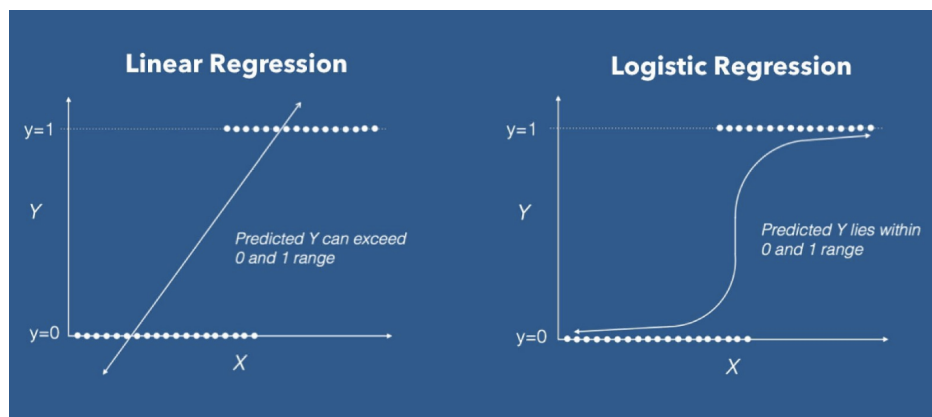 Linear Regression
y=1
Y
Predicted Y can exceed
0 and 1 range
y=0
X
Logistic Regression
y=1
Y
Predicted Y lies within
0 and 1 range
y=0
X